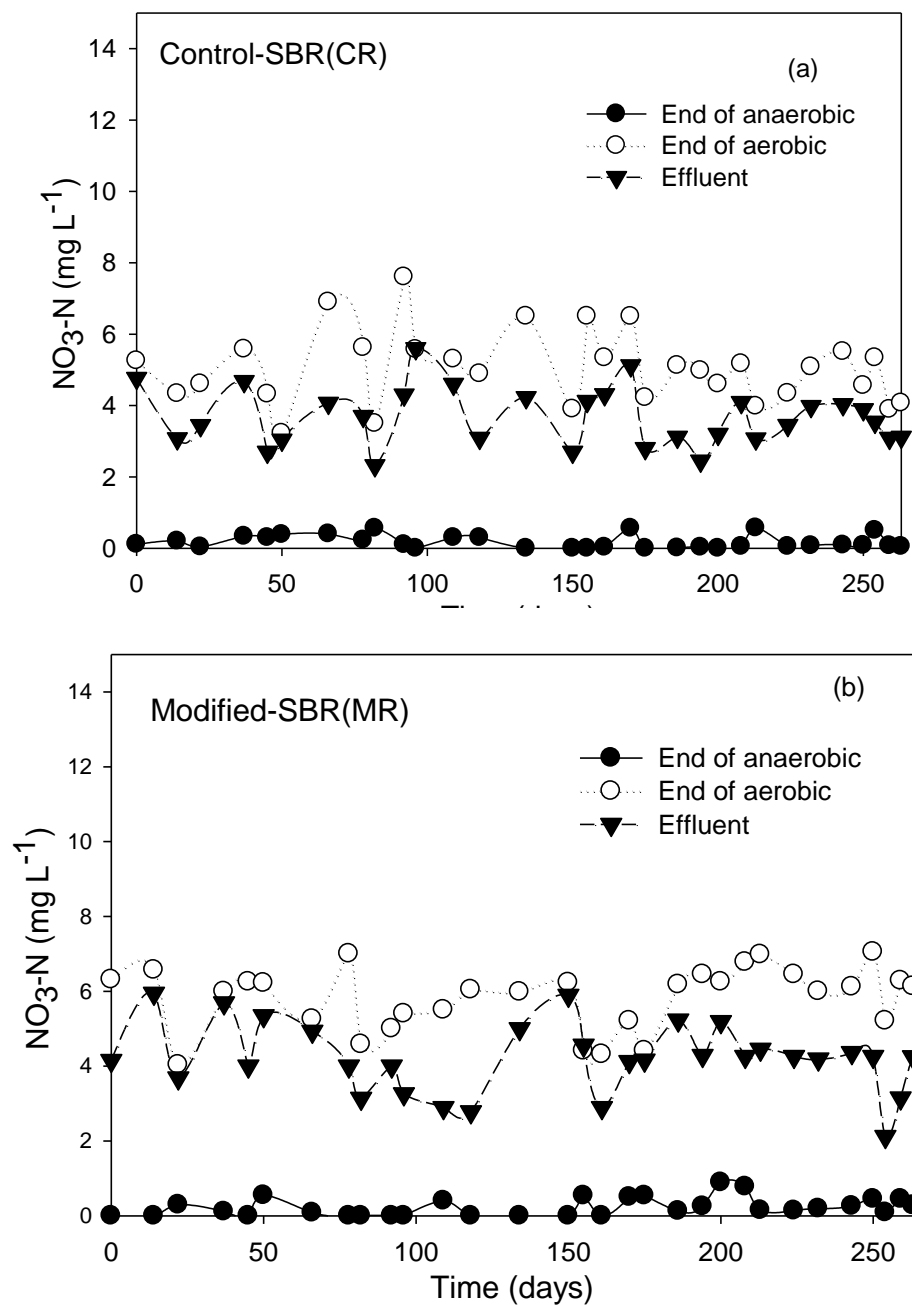 Control-SBR(CR)
(a)
End of anaerobic
End of aerobic
Effluent
NO3-N (mg L-1)
14
12
10
8
6
4
2
0
0 50 100 150 200 250
Modified-SBR(MR)
(b)
End of anaerobic
End of aerobic
Effluent
NO3-N (mg L-1)
14
12
10
8
6
4
2
0
0 50 100 150 200 250
Time (days)